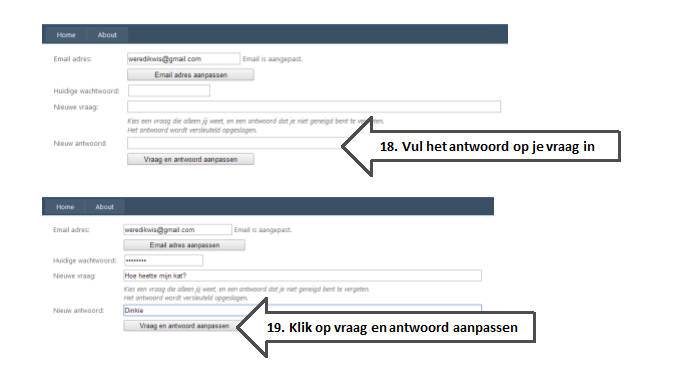 Home About
Email adres: weredikwis@gmail.com Email is aangepast.
Email adres aanpassen
Huidige wachtwoord:
Nieuwe vraag:
Kies een vraag die alleen jij weet, en een antwoord dat je niet geneigd bent te vergeten.
Het antwoord wordt versleuteld opgeslagen.
Nieuw antwoord:
18. Vul het antwoord op je vraag in
Vraag en antwoord aanpassen
Home About
Email adres: weredikwis@gmail.com Email is aangepast.
Email adres aanpassen
Huidige wachtwoord: ••••••••
Nieuwe vraag: Hoe heette mijn kat?
Kies een vraag die alleen jij weet, en een antwoord dat je niet geneigd bent te vergeten.
Het antwoord wordt versleuteld opgeslagen.
Nieuw antwoord: Dinkie
Vraag en antwoord aanpassen
19. Klik op vraag en antwoord aanpassen